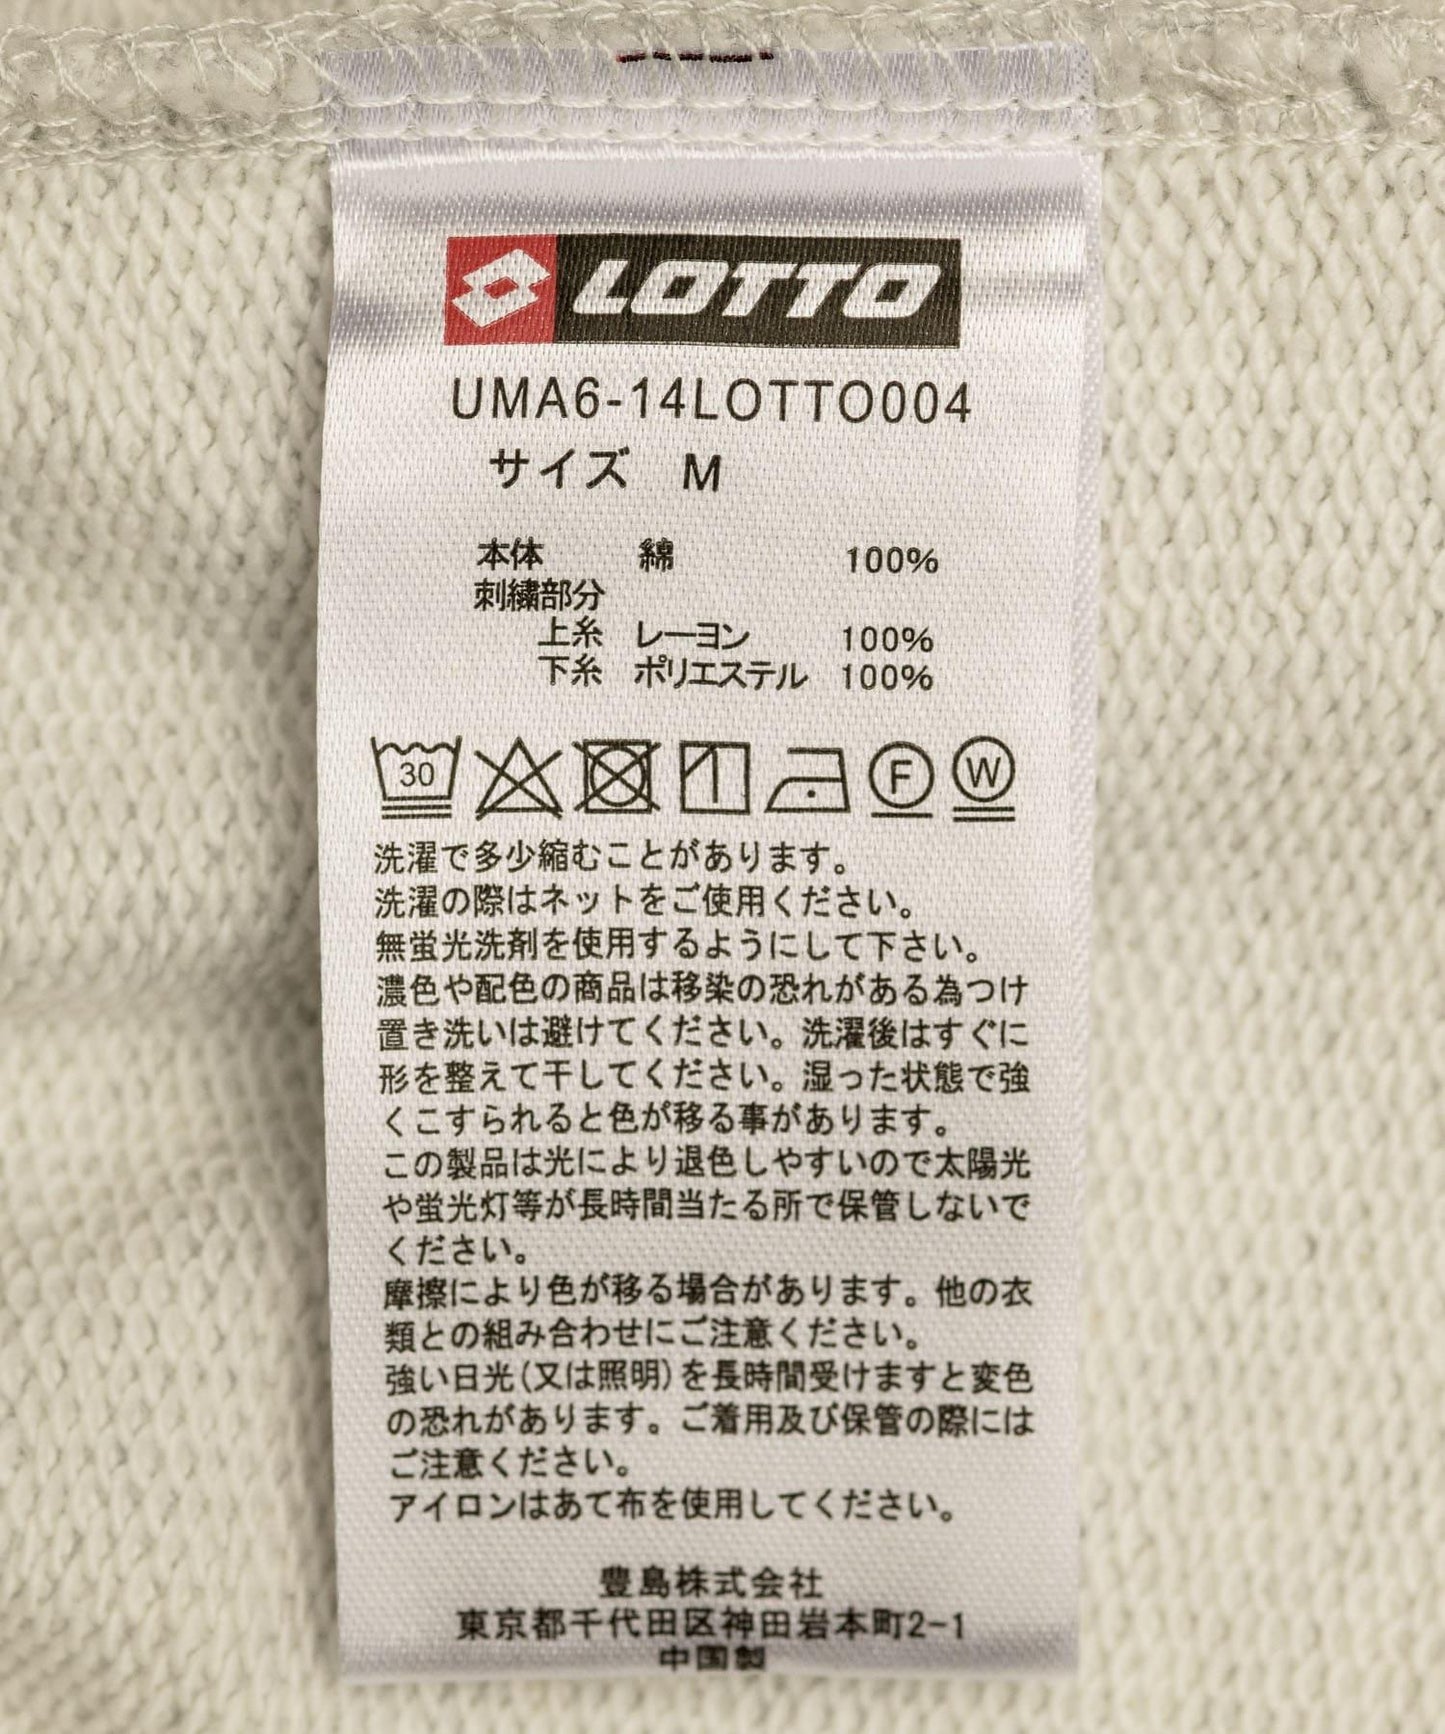 LOTTO
UMA6-14LOTTO004
サイズ M
本体 綿 100%
刺繍部分
上糸 レーヨン 100%
下糸 ポリエステル 100%
30 F W
洗濯で多少縮むことがあります。
洗濯の際はネットをご使用ください。
無蛍光洗剤を使用するようにして下さい。
濃色や配色の商品は移染の恐れがある為つけ
置き洗いは避けてください。洗濯後はすぐに
形を整えて干してください。湿った状態で強
くこすられると色が移る事があります。
この製品は光により退色しやすいので太陽光
や蛍光灯等が長時間当たる所で保管しないで
ください。
摩擦により色が移る場合があります。他の衣
類との組み合わせにご注意ください。
強い日光(又は照明)を長時間受けますと変色
の恐れがあります。ご着用及び保管の際には
ご注意ください。
アイロンはあて布を使用してください。
豊島株式会社
東京都千代田区神田岩本町2-1
中国製